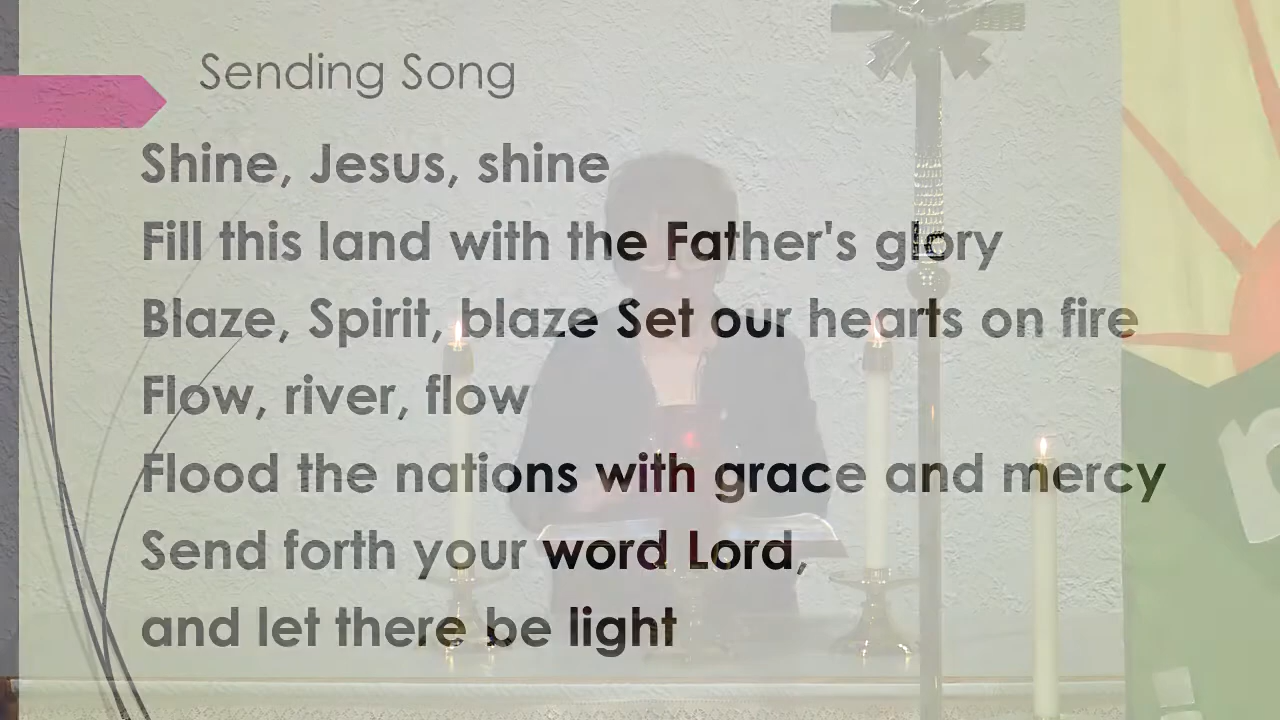 Sending Song
Shine, Jesus, shine
Fill this land with the Father's glory
Blaze, Spirit, blaze Set our hearts on fire
Flow, river, flow
Flood the nations with grace and mercy
Send forth your word Lord,
and let there be light